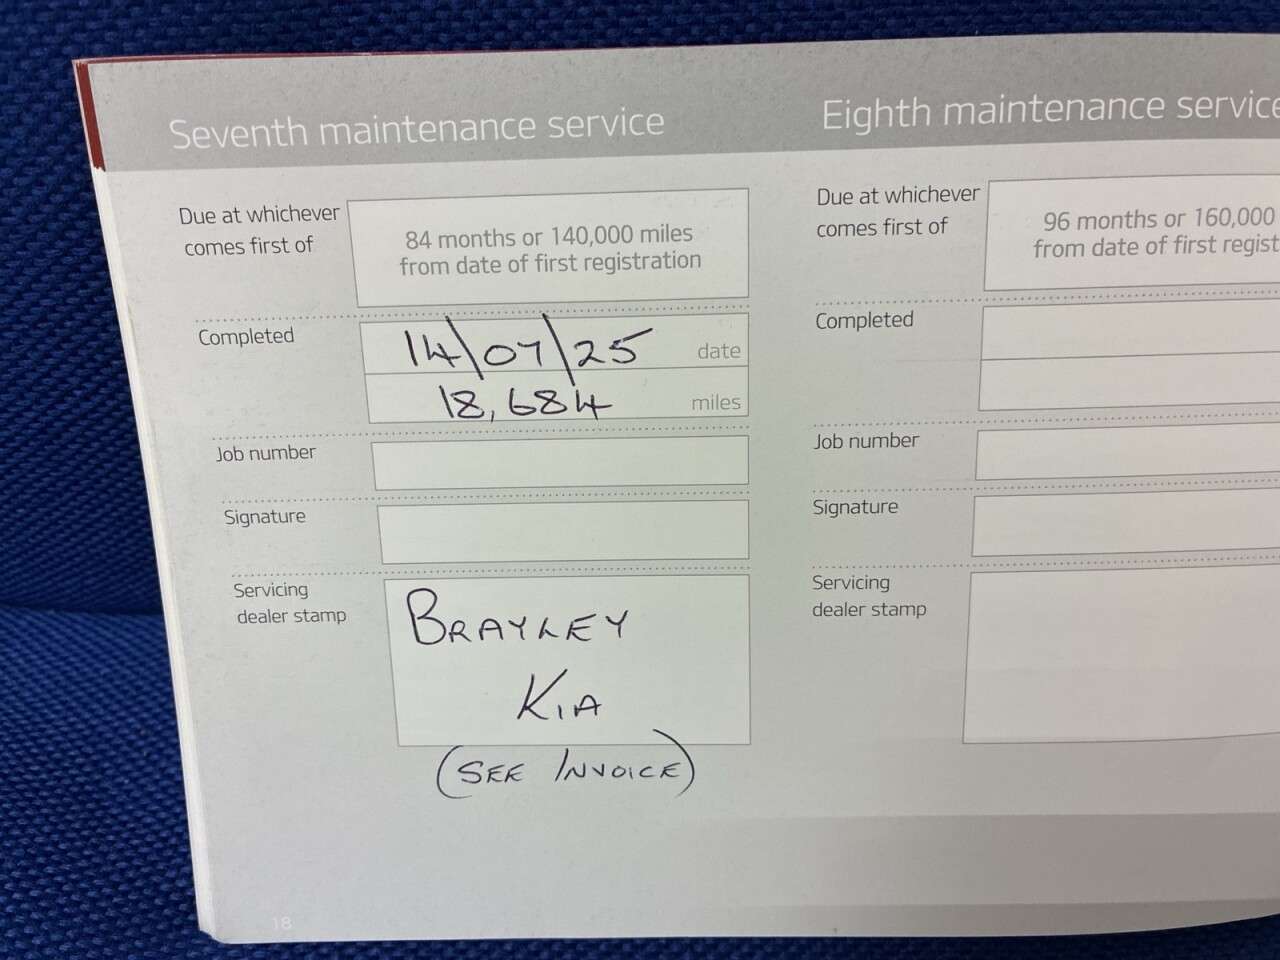 Seventh maintenance service
Due at whichever
comes first of
84 months or 140,000 miles
from date of first registration
Completed
14\07\25 date
18,684 miles
Job number
Signature
Servicing
dealer stamp
BRAYLEY
KIA
(SEE INVOICE)
18
Eighth maintenance service
Due at whichever
comes first of
96 months or 160,000
from date of first regist
Completed
Job number
Signature
Servicing
dealer stamp